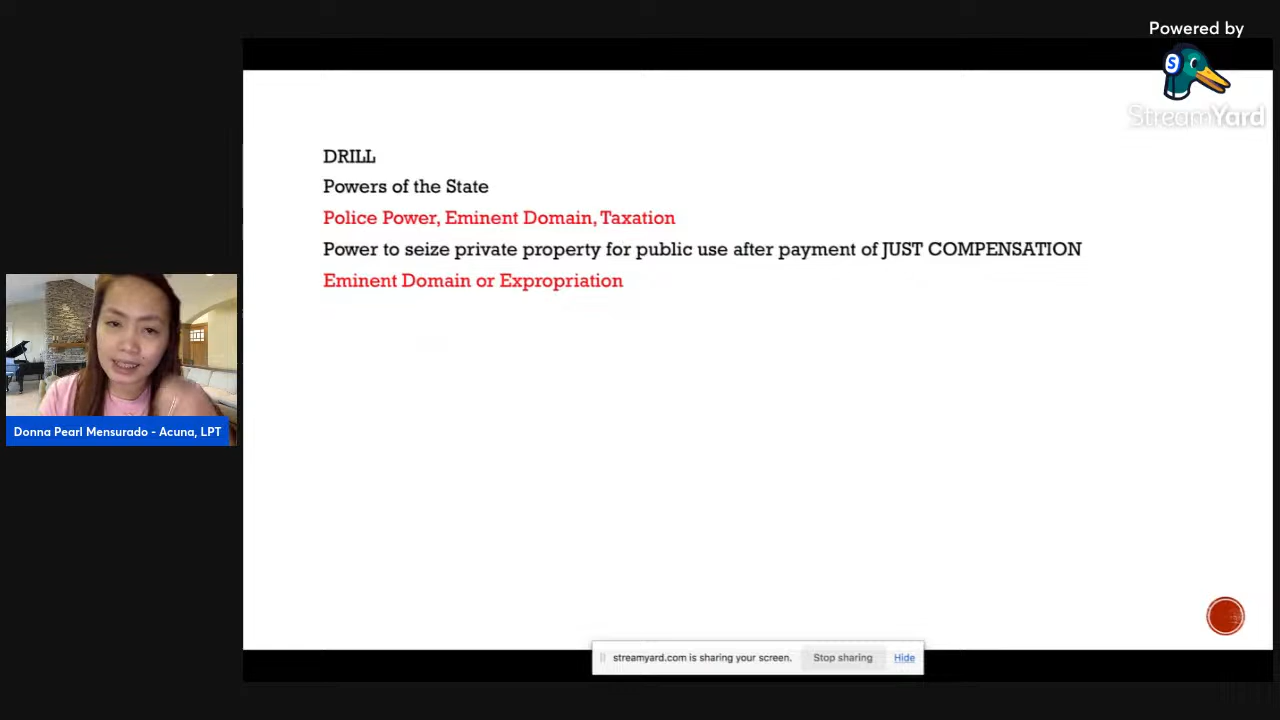 Powered by
S
StreamYard
DRILL
Powers of the State
Police Power, Eminent Domain, Taxation
Power to seize private property for public use after payment of JUST COMPENSATION
Eminent Domain or Expropriation
Donna Pearl Mensurado - Acuna, LPT
streamyard.com is sharing your screen. Stop sharing Hide